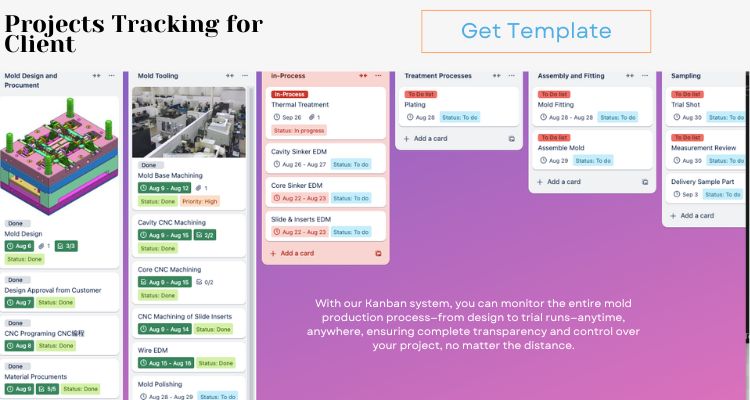 Projects Tracking for
Client
Get Template
Mold Design and
Procument
Done
Mold Design
Aug 6
1
3/3
Status: Done
Done
Design Approval from Customer
Aug 7
Status: Done
Done
CNC Programing CNC编程
Aug 8
Status: Done
Done
Material Procuments
Aug 9
5/5
Status: Done
Mold Tooling
Done
Mold Base Machining
Aug 9 - Aug 12
1
Status: Done
Priority: High
Cavity CNC Machining
Aug 9 - Aug 15
2/2
Status: Done
Core CNC Machining
Aug 9 - Aug 15
0/2
Status: Done
CNC Machining of Slide Inserts
Aug 9 - Aug 14
Status: Done
Wire EDM
Aug 15 - Aug 16
Status: Done
Mold Polishing
Aug 28 - Aug 29
Status: To do
in-Process
In-Process
Thermal Treatment
Sep 26
1
Status: In progress
Cavity Sinker EDM
Aug 26 - Aug 27
Status: To do
Core Sinker EDM
Aug 22 - Aug 23
Status: To do
Slide & Inserts EDM
Aug 22 - Aug 23
Status: To do
+ Add a card
Treatment Processes
To Do list
Plating
Aug 28
Status: To do
+ Add a card
Assembly and Fitting
To Do list
Mold Fitting
Aug 28 - Aug 28
Status: To do
To Do list
Assemble Mold
Aug 29
Status: To do
+ Add a card
Sampling
To Do list
Trial Shot
Aug 30
Status: To do
To Do list
Measurement Review
Aug 30
Status: To do
Delivery Sample Part
Sep 3
Status: To do
+ Add a card
With our Kanban system, you can monitor the entire mold
production process—from design to trial runs—anytime,
anywhere, ensuring complete transparency and control over
your project, no matter the distance.